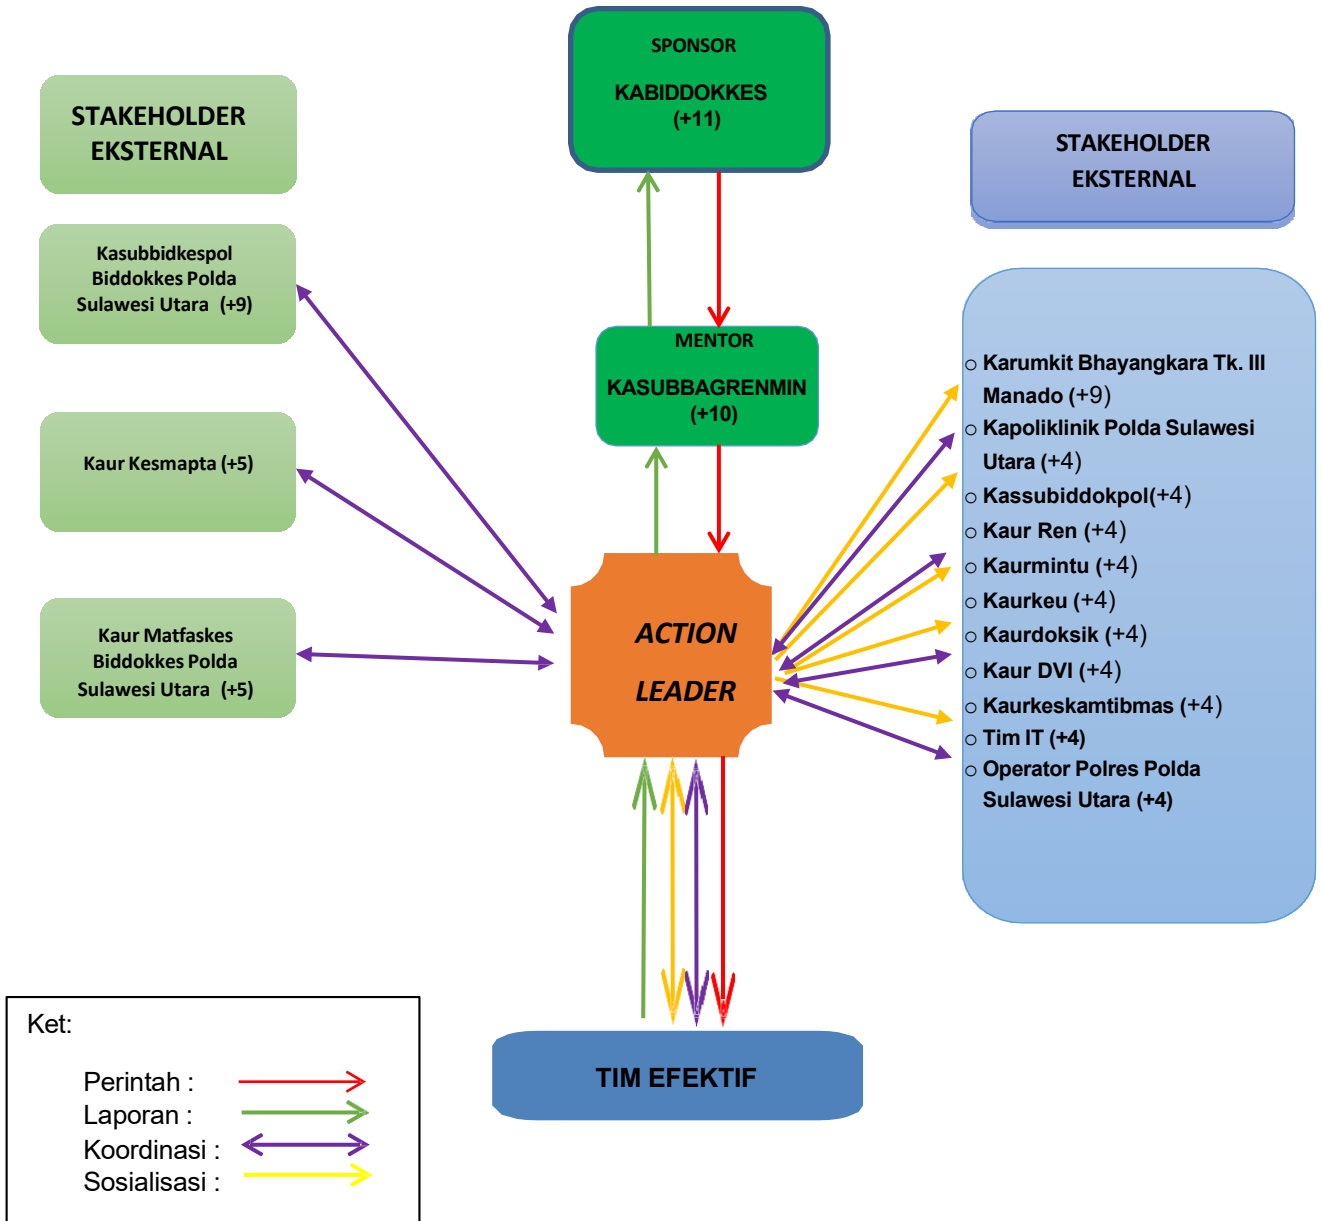 SPONSOR
KABIDDOKKES
(+11)
STAKEHOLDER
EKSTERNAL
Kasubbidkespol
Biddokkes Polda
Sulawesi Utara (+9)
Kaur Kesmapta (+5)
Kaur Matfaskes
Biddokkes Polda
Sulawesi Utara (+5)
MENTOR
KASUBBAGRENMIN
(+10)
ACTION
LEADER
STAKEHOLDER
EKSTERNAL
○ Karumkit Bhayangkara Tk. III
Manado (+9)
○ Kapoliklinik Polda Sulawesi
Utara (+4)
○ Kassubiddokpol(+4)
○ Kaur Ren (+4)
○ Kaurmintu (+4)
○ Kaurkeu (+4)
○ Kaurdoksik (+4)
○ Kaur DVI (+4)
○ Kaurkeskamtibmas (+4)
○ Tim IT (+4)
○ Operator Polres Polda
Sulawesi Utara (+4)
TIM EFEKTIF
Ket:
Perintah :
Laporan :
Koordinasi :
Sosialisasi :